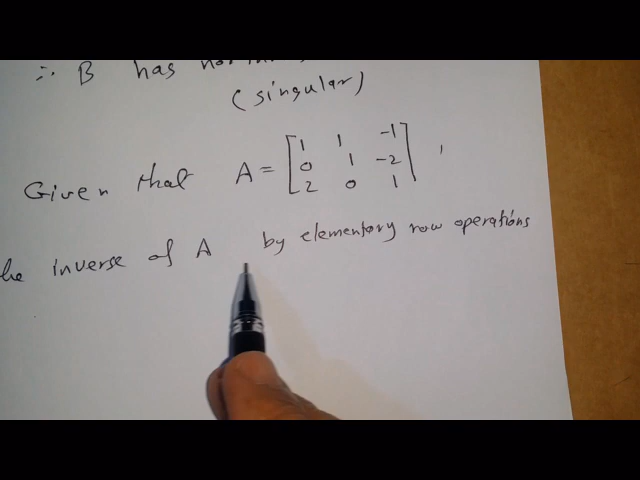 ∴ B has
(singular)
Given that A = [1 1 -1
0 1 -2
2 0 1] ,
he inverse of A by elementary row operations